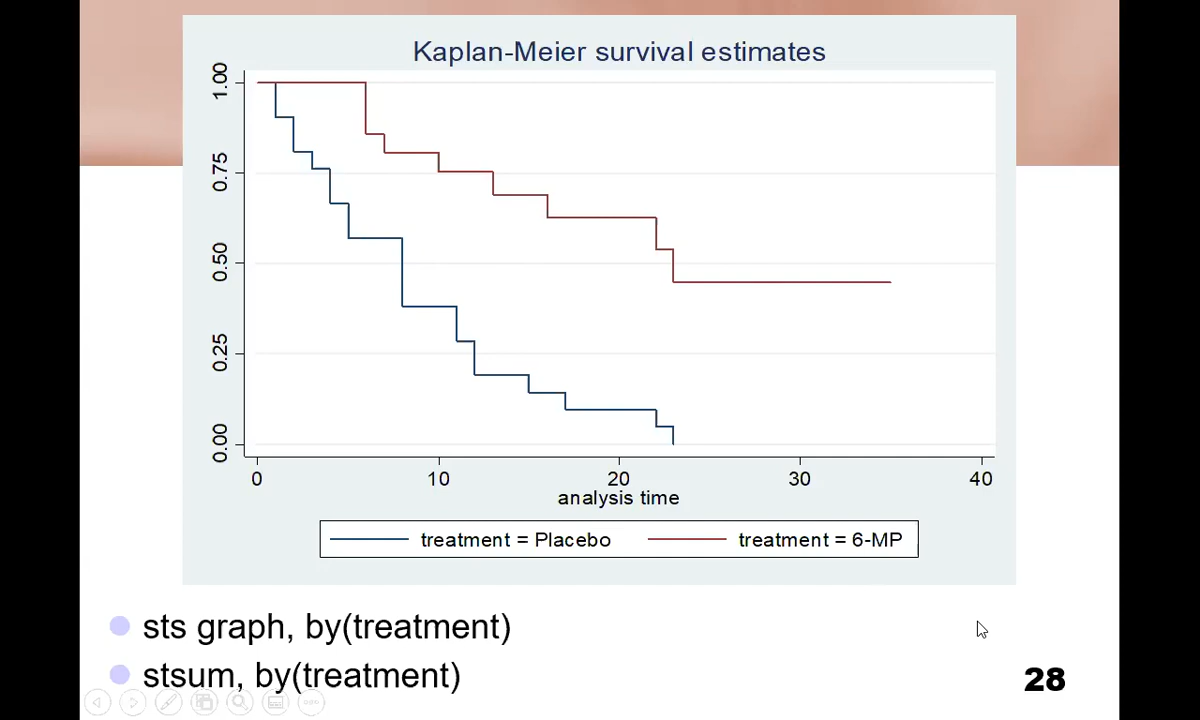 Kaplan-Meier survival estimates
1.00
0.75
0.50
0.25
0.00
0 10 20 30 40
analysis time
treatment = Placebo treatment = 6-MP
sts graph, by(treatment)
stsum, by(treatment)
28